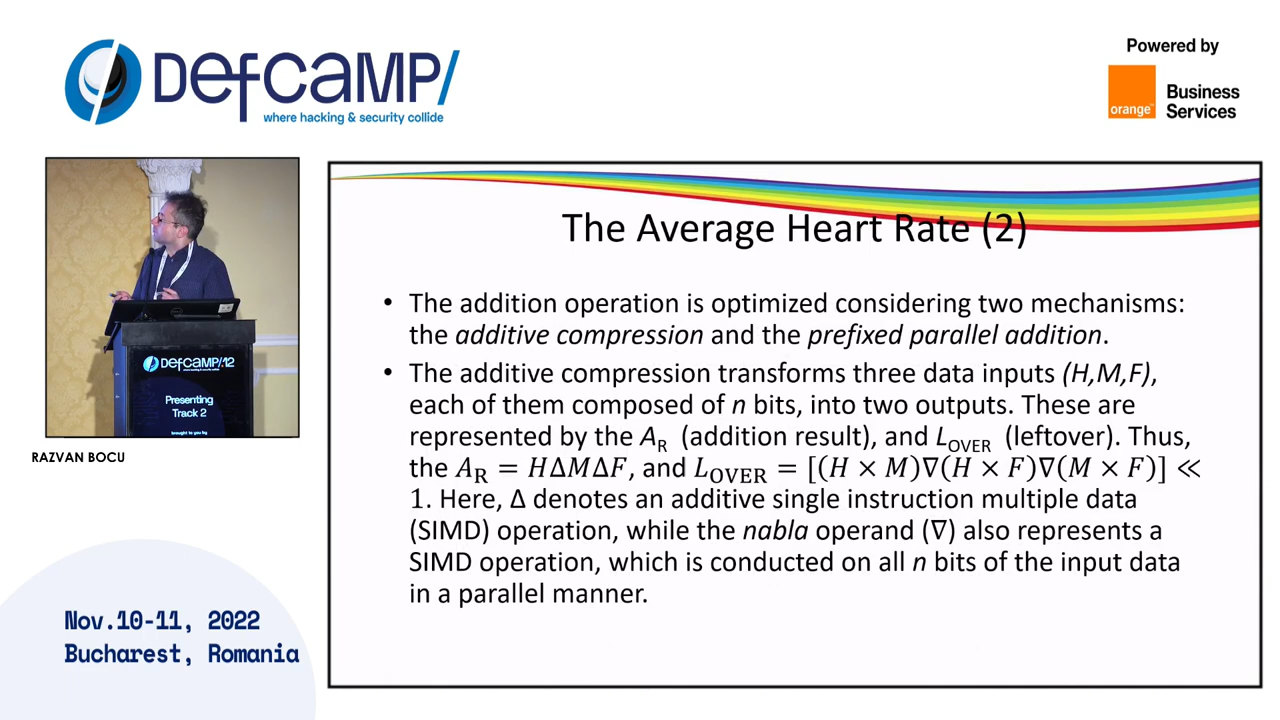 DefCamp/
where hacking & security collide
Powered by
orange™
Business
Services
DefCamp/12
Presenting
Track 2
brought to you by
RAZVAN BOCU
Nov.10-11, 2022
Bucharest, Romania
The Average Heart Rate (2)
• The addition operation is optimized considering two mechanisms:
the additive compression and the prefixed parallel addition.
• The additive compression transforms three data inputs (H,M,F),
each of them composed of n bits, into two outputs. These are
represented by the A_R (addition result), and L_OVER (leftover). Thus,
the A_R = HΔMΔF, and L_OVER = [(H × M)∇(H × F)∇(M × F)] ≪
1. Here, Δ denotes an additive single instruction multiple data
(SIMD) operation, while the nabla operand (∇) also represents a
SIMD operation, which is conducted on all n bits of the input data
in a parallel manner.